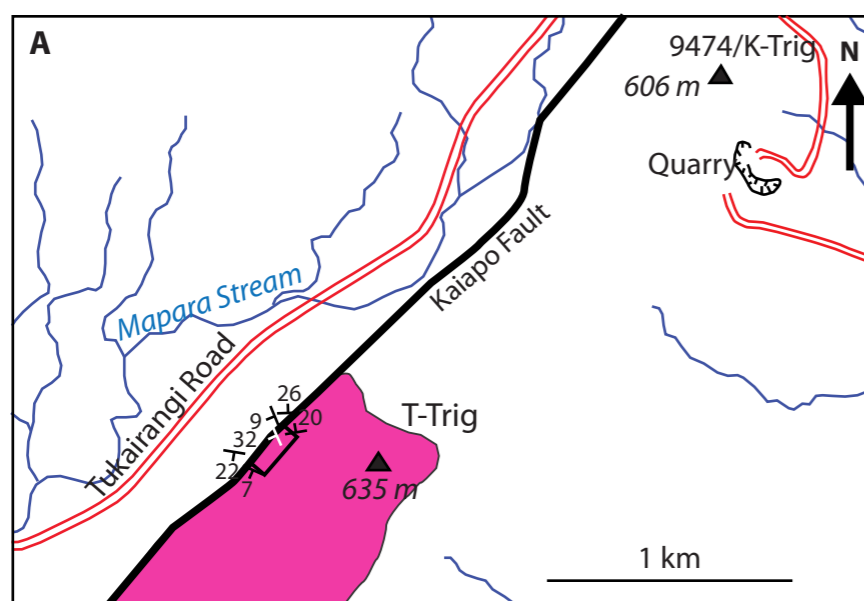 A
9474/K-Trig
606 m
N
Quarry
Kaiapo Fault
Mapara Stream
Tukairangi Road
T-Trig
635 m
26
9
20
32
22
7
1 km